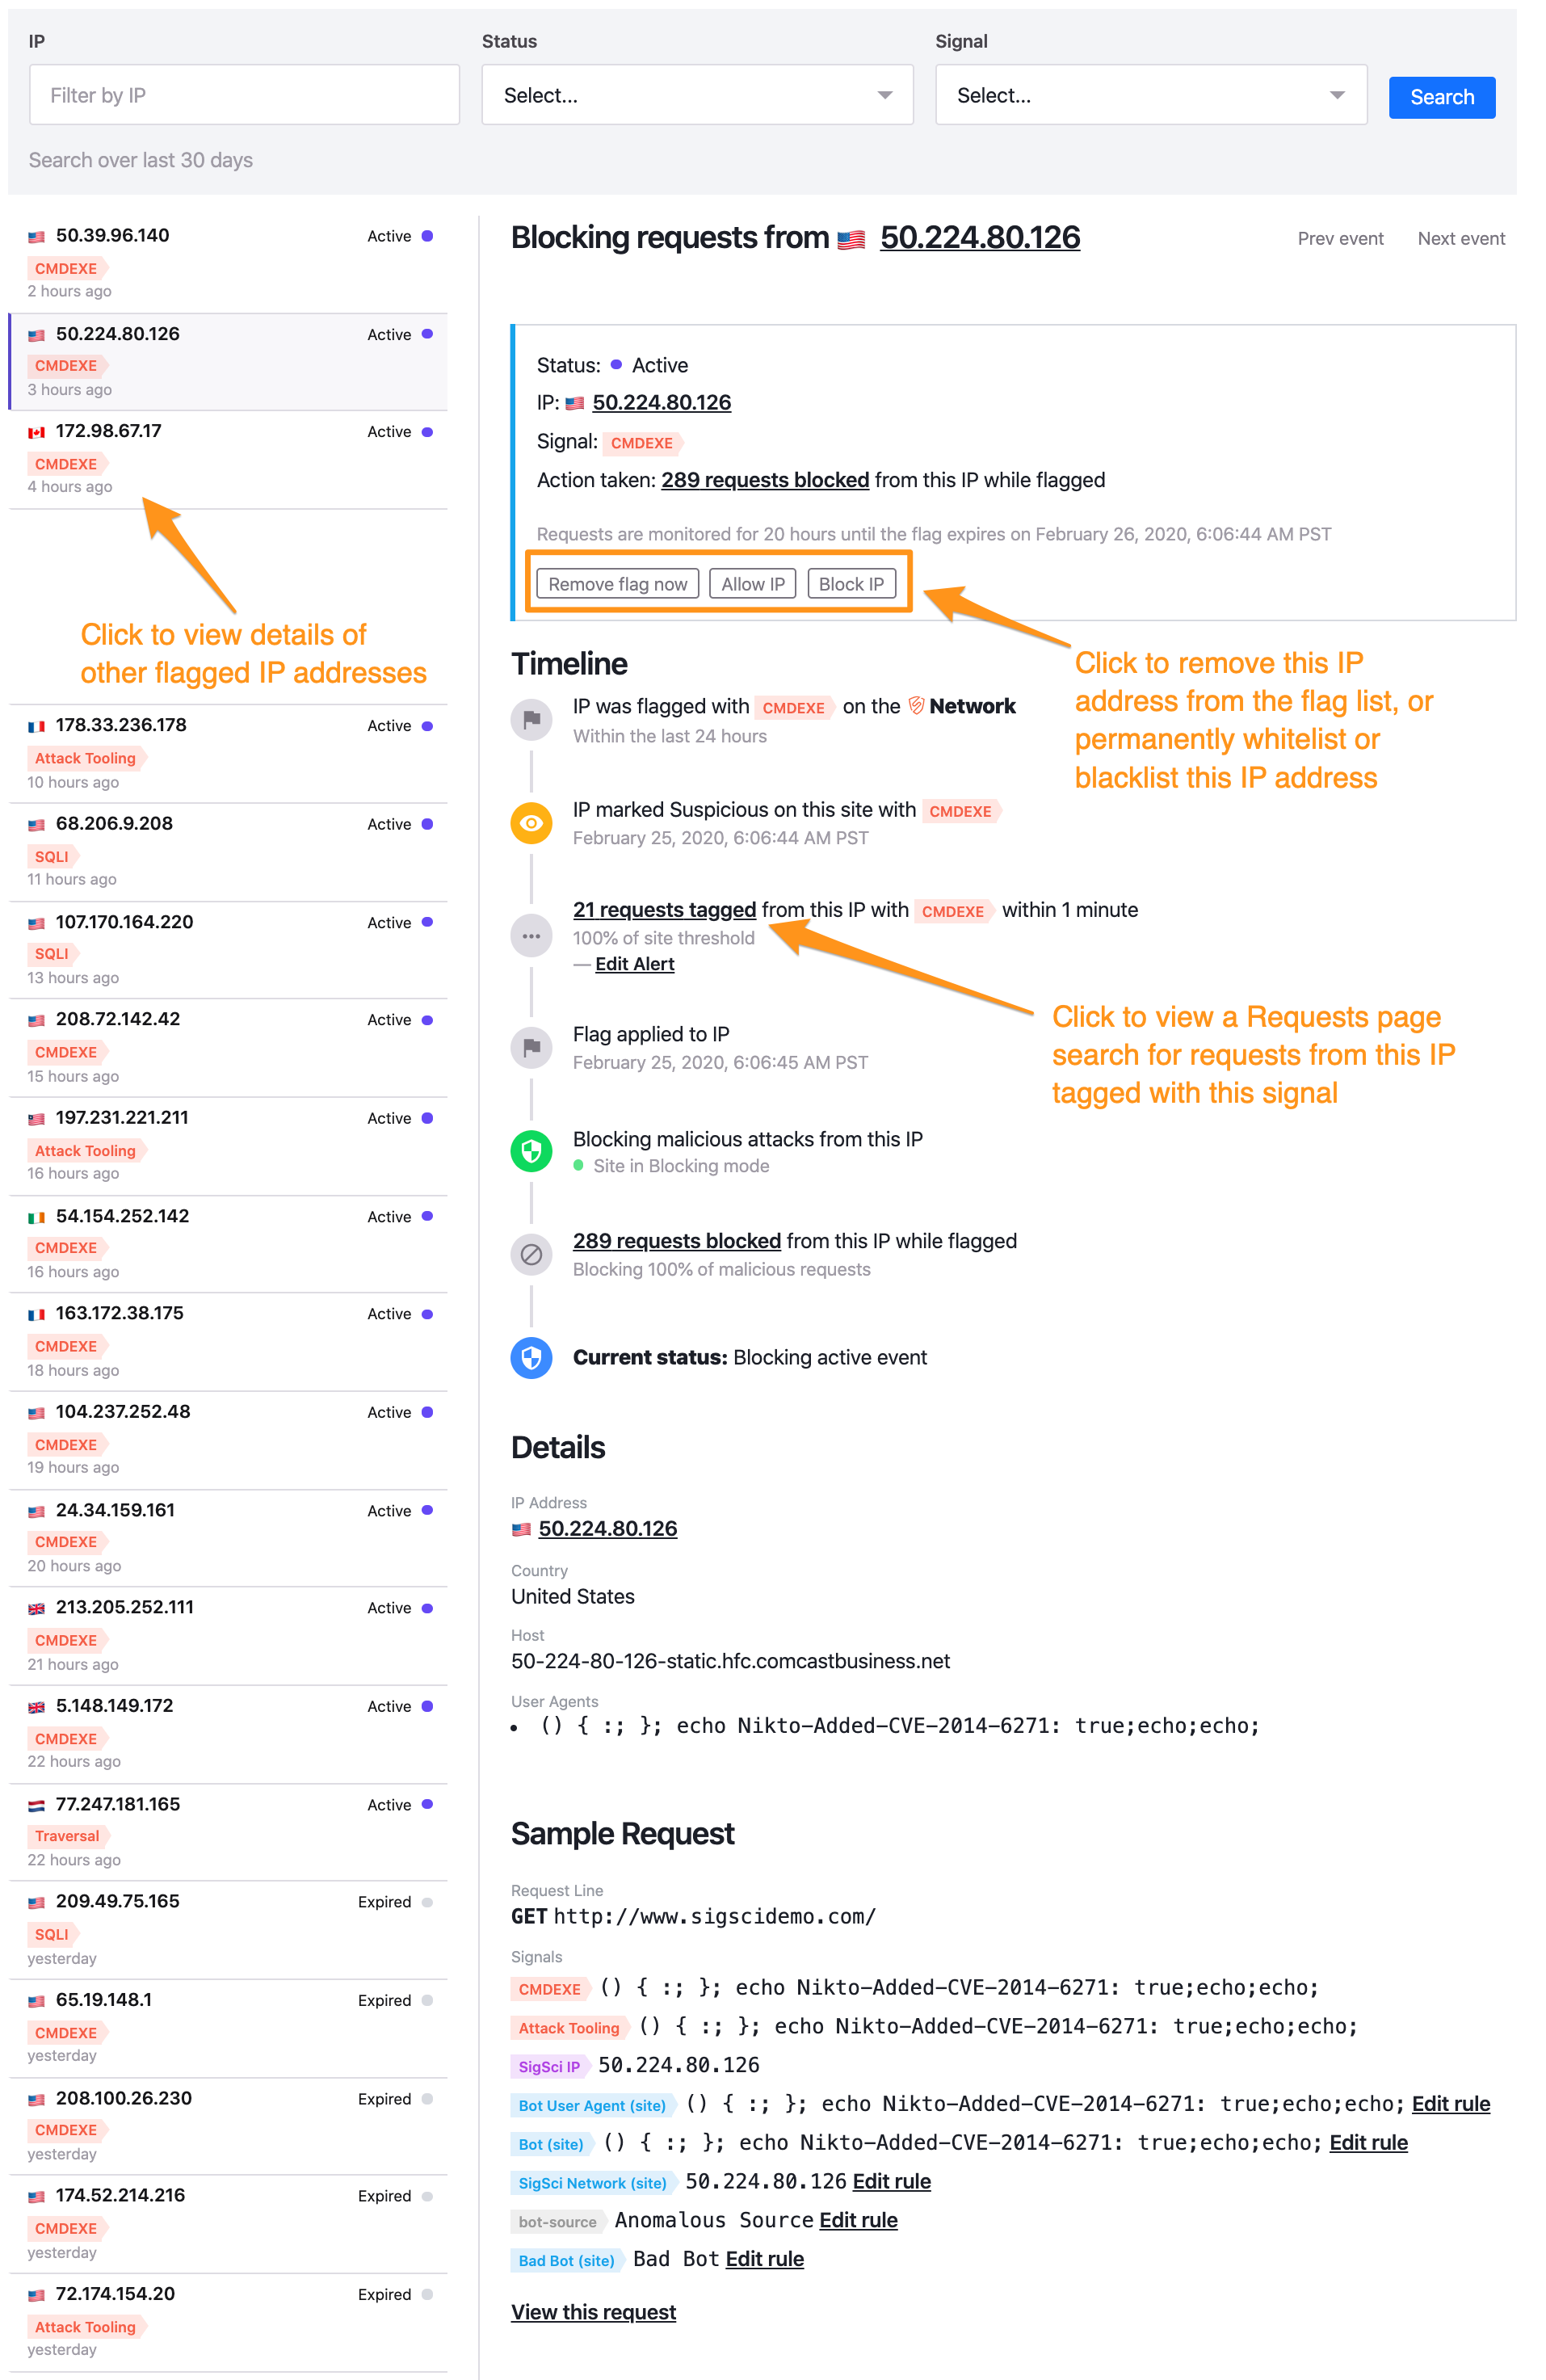 IP
Status
Signal
Filter by IP
Select...
Select...
Search
Search over last 30 days
50.39.96.140
Active
CMDEXE
2 hours ago
50.224.80.126
Active
CMDEXE
3 hours ago
172.98.67.17
Active
CMDEXE
4 hours ago
Click to view details of
other flagged IP addresses
178.33.236.178
Active
Attack Tooling
10 hours ago
68.206.9.208
Active
SQLI
11 hours ago
107.170.164.220
Active
SQLI
13 hours ago
208.72.142.42
Active
CMDEXE
15 hours ago
197.231.221.211
Active
Attack Tooling
16 hours ago
54.154.252.142
Active
CMDEXE
16 hours ago
163.172.38.175
Active
CMDEXE
18 hours ago
104.237.252.48
Active
CMDEXE
19 hours ago
24.34.159.161
Active
CMDEXE
20 hours ago
213.205.252.111
Active
CMDEXE
21 hours ago
5.148.149.172
Active
CMDEXE
22 hours ago
77.247.181.165
Active
Traversal
22 hours ago
209.49.75.165
Expired
SQLI
yesterday
65.19.148.1
Expired
CMDEXE
yesterday
208.100.26.230
Expired
CMDEXE
yesterday
174.52.214.216
Expired
CMDEXE
yesterday
72.174.154.20
Expired
Attack Tooling
yesterday
Blocking requests from 50.224.80.126
Prev event
Next event
Status: Active
IP: 50.224.80.126
Signal: CMDEXE
Action taken: 289 requests blocked from this IP while flagged
Requests are monitored for 20 hours until the flag expires on February 26, 2020, 6:06:44 AM PST
Remove flag now
Allow IP
Block IP
Click to remove this IP
address from the flag list, or
permanently whitelist or
blacklist this IP address
Timeline
IP was flagged with CMDEXE on the Network
Within the last 24 hours
IP marked Suspicious on this site with CMDEXE
February 25, 2020, 6:06:44 AM PST
21 requests tagged from this IP with CMDEXE within 1 minute
100% of site threshold
— Edit Alert
Click to view a Requests page
search for requests from this IP
tagged with this signal
Flag applied to IP
February 25, 2020, 6:06:45 AM PST
Blocking malicious attacks from this IP
Site in Blocking mode
289 requests blocked from this IP while flagged
Blocking 100% of malicious requests
Current status: Blocking active event
Details
IP Address
50.224.80.126
Country
United States
Host
50-224-80-126-static.hfc.comcastbusiness.net
User Agents
• () { :; }; echo Nikto-Added-CVE-2014-6271: true;echo;echo;
Sample Request
Request Line
GET http://www.sigscidemo.com/
Signals
CMDEXE () { :; }; echo Nikto-Added-CVE-2014-6271: true;echo;echo;
Attack Tooling () { :; }; echo Nikto-Added-CVE-2014-6271: true;echo;echo;
SigSci IP 50.224.80.126
Bot User Agent (site) () { :; }; echo Nikto-Added-CVE-2014-6271: true;echo;echo; Edit rule
Bot (site) () { :; }; echo Nikto-Added-CVE-2014-6271: true;echo;echo; Edit rule
SigSci Network (site) 50.224.80.126 Edit rule
bot-source Anomalous Source Edit rule
Bad Bot (site) Bad Bot Edit rule
View this request